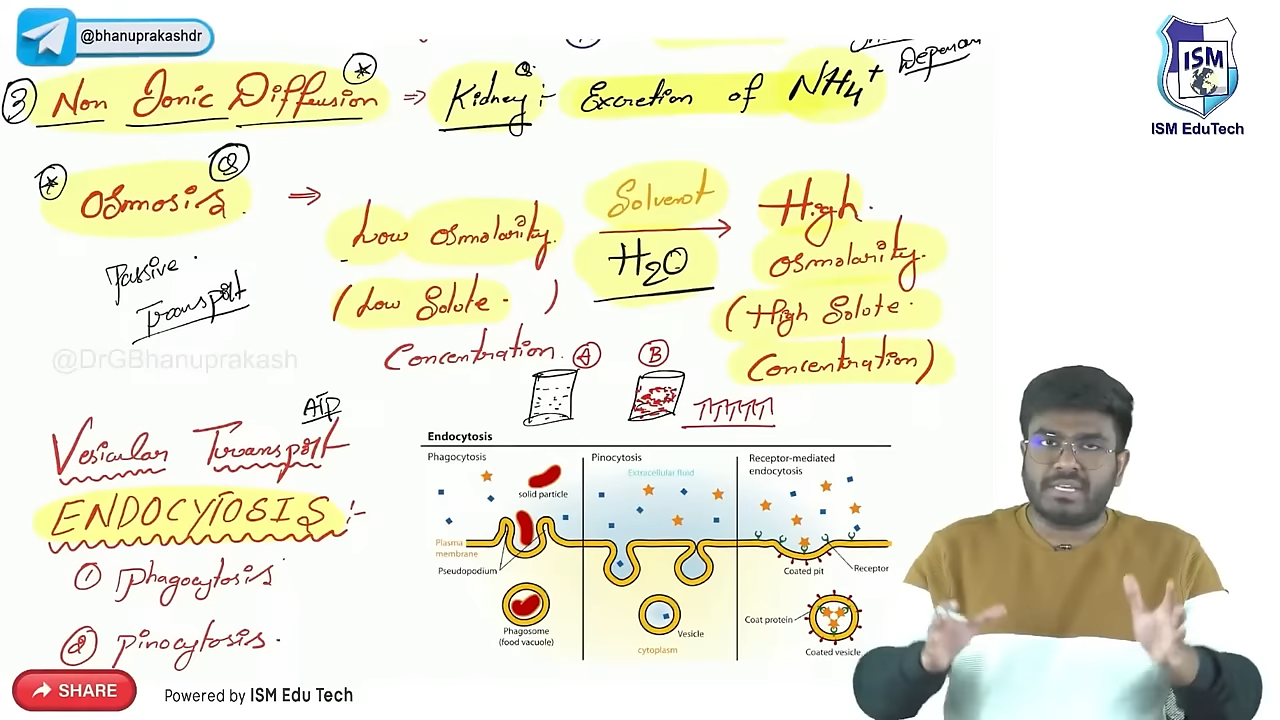 @bhanuprakashdr
ISM
ISM EduTech
③ Non Ionic Diffusion * ⇒ Kidney :- Excretion of NH4+
* Osmosis ⇒
Low Osmolarity
(Low Solute)
Concentration
Solvent
H2O
High
Osmolarity
(High Solute
Concentration)
Passive
Transport
@DrGBhanuprakash
A
B
ATP
Vesicular Transport
ENDOCYTOSIS :-
① Phagocytosis
② Pinocytosis
Endocytosis
Phagocytosis
solid particle
Plasma
membrane
Pseudopodium
Phagosome
(food vacuole)
Pinocytosis
Extracellular fluid
Vesicle
cytoplasm
Receptor-mediated
endocytosis
Coated pit
Receptor
Coat protein
Coated vesicle
SHARE
Powered by ISM Edu Tech